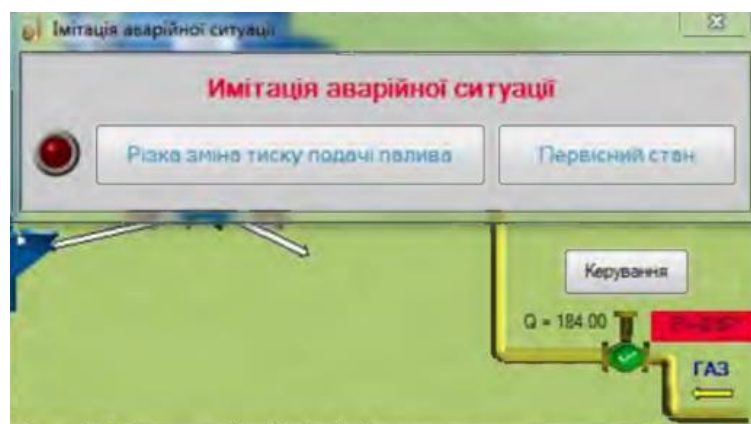 Імітація аварійної ситуації
Имітація аварійної ситуації
Різка зміна тиску подачі палива
Первісний стан
Керування
Q = 184.00
ГАЗ